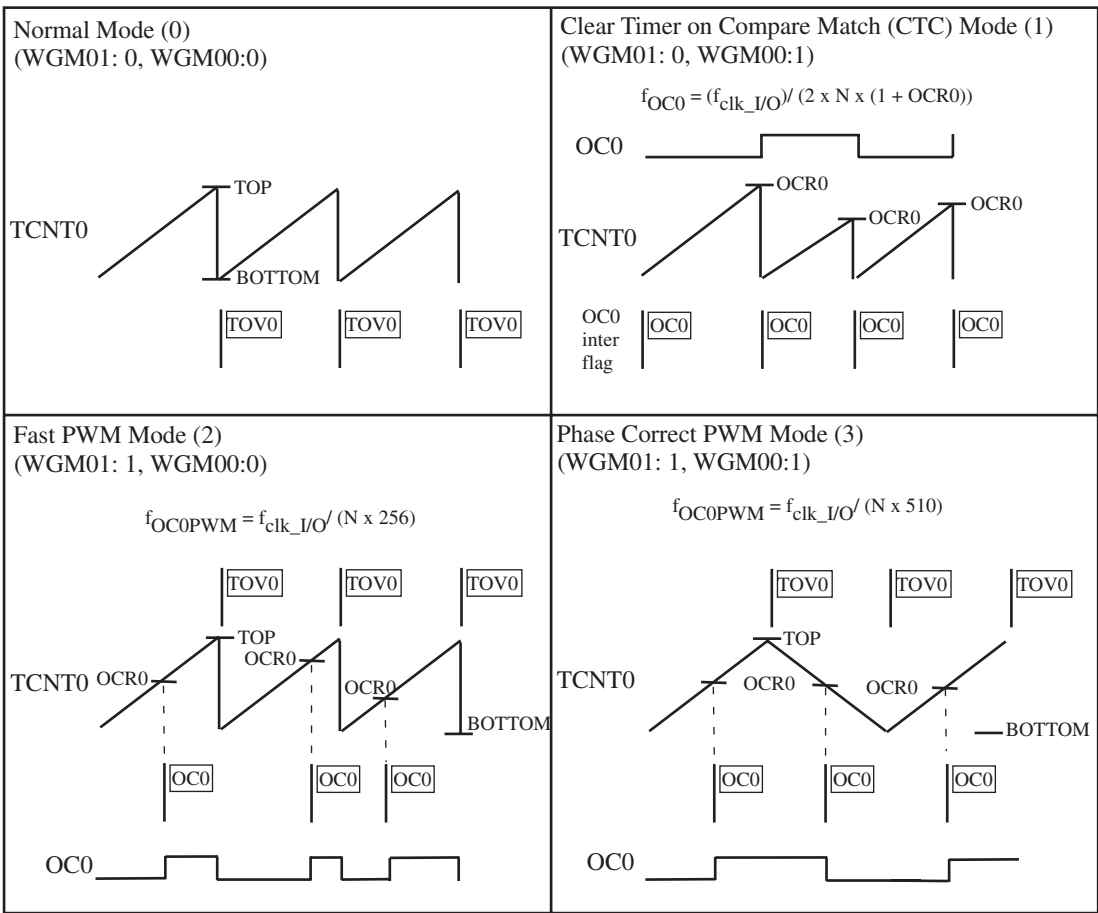 Normal Mode (0)
(WGM01: 0, WGM00:0)
TOP
TCNT0
BOTTOM
TOV0 TOV0 TOV0
Clear Timer on Compare Match (CTC) Mode (1)
(WGM01: 0, WGM00:1)
fOC0 = (fclk_I/O)/ (2 x N x (1 + OCR0))
OC0
OCR0
OCR0
OCR0
TCNT0
OC0
inter
flag
OC0 OC0 OC0 OC0
Fast PWM Mode (2)
(WGM01: 1, WGM00:0)
fOC0PWM = fclk_I/O/ (N x 256)
TOV0 TOV0 TOV0
TOP
OCR0
TCNT0 OCR0
OCR0
BOTTOM
OC0 OC0 OC0
OC0
Phase Correct PWM Mode (3)
(WGM01: 1, WGM00:1)
fOC0PWM = fclk_I/O/ (N x 510)
TOV0 TOV0 TOV0
TOP
TCNT0 OCR0 OCR0
BOTTOM
OC0 OC0 OC0
OC0